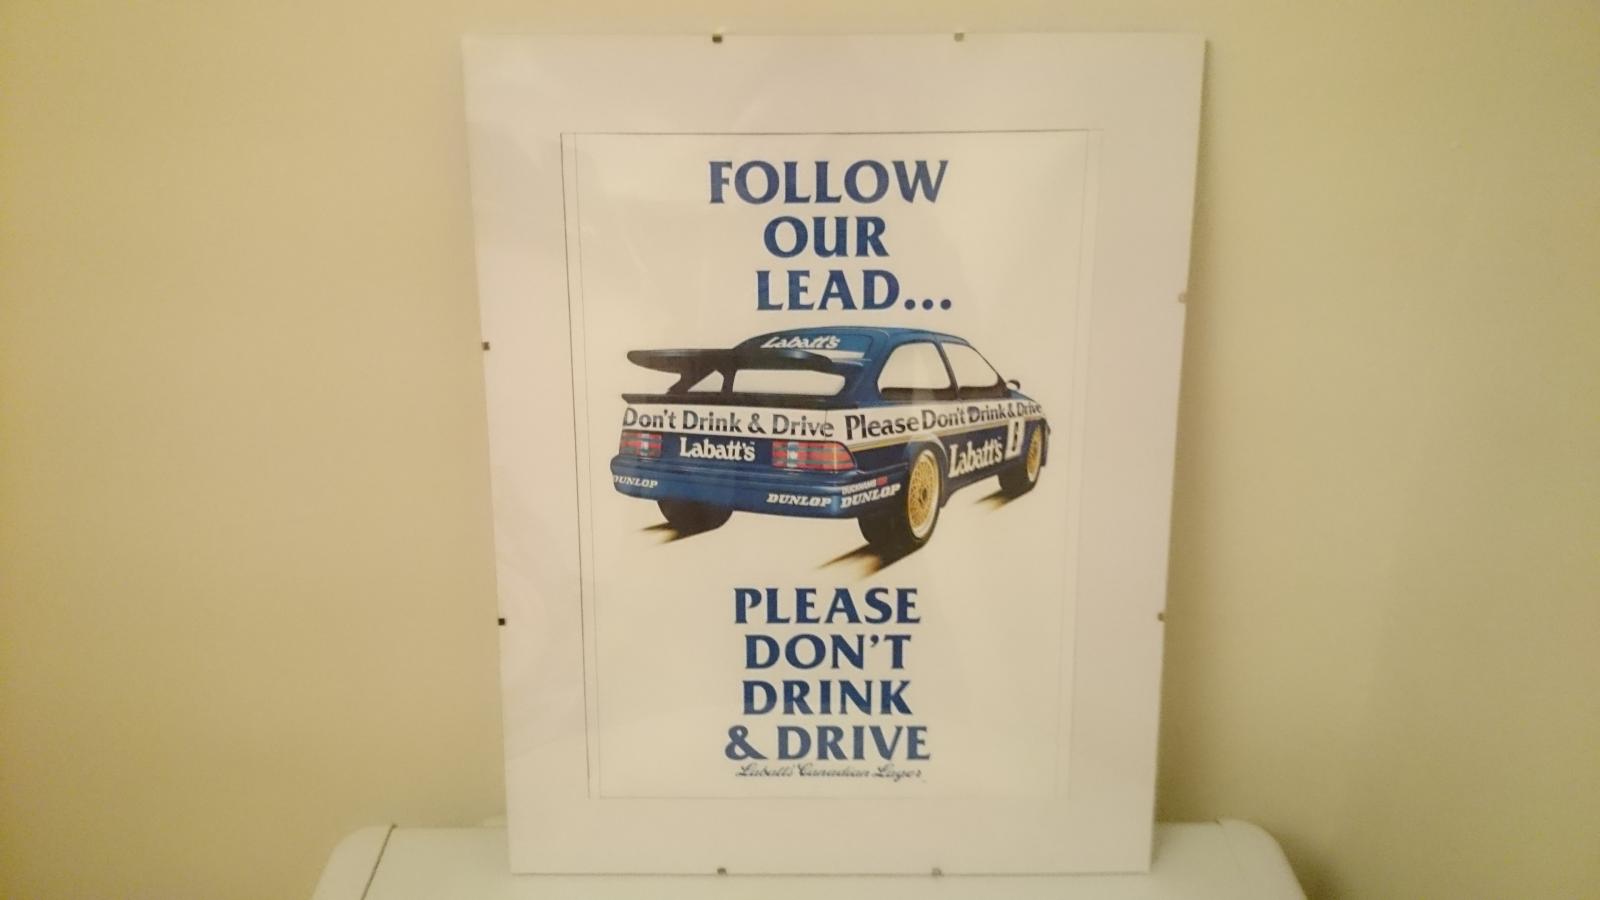 FOLLOW
OUR
LEAD...
Labatt's
Don't Drink & Drive
Please Don't Drink & Drive
Labatt's
Labatt's
DUNLOP
DUNLOP
DUCKHAMS
DUNLOP
PLEASE
DON'T
DRINK
& DRIVE
Labatt's Canadian Lager